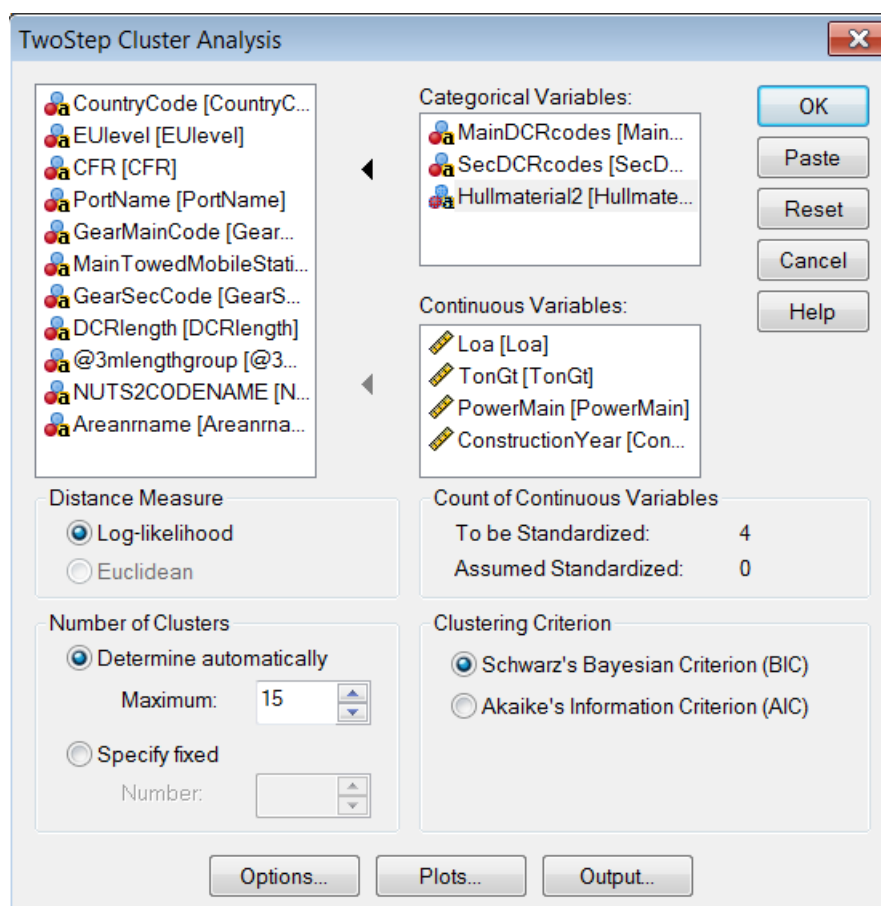 TwoStep Cluster Analysis
CountryCode [CountryC...
EUlevel [EUlevel]
CFR [CFR]
PortName [PortName]
GearMainCode [Gear...
MainTowedMobileStati...
GearSecCode [GearS...
DCRlength [DCRlength]
@3mlengthgroup [@3...
NUTS2CODENAME [N...
Areanrname [Areanrna...
Categorical Variables:
MainDCRcodes [Main...
SecDCRcodes [SecD...
Hullmaterial2 [Hullmate...
Continuous Variables:
Loa [Loa]
TonGt [TonGt]
PowerMain [PowerMain]
ConstructionYear [Con...
OK
Paste
Reset
Cancel
Help
Distance Measure
Log-likelihood
Euclidean
Count of Continuous Variables
To be Standardized: 4
Assumed Standardized: 0
Number of Clusters
Determine automatically
Maximum: 15
Specify fixed
Number:
Clustering Criterion
Schwarz's Bayesian Criterion (BIC)
Akaike's Information Criterion (AIC)
Options... Plots... Output...